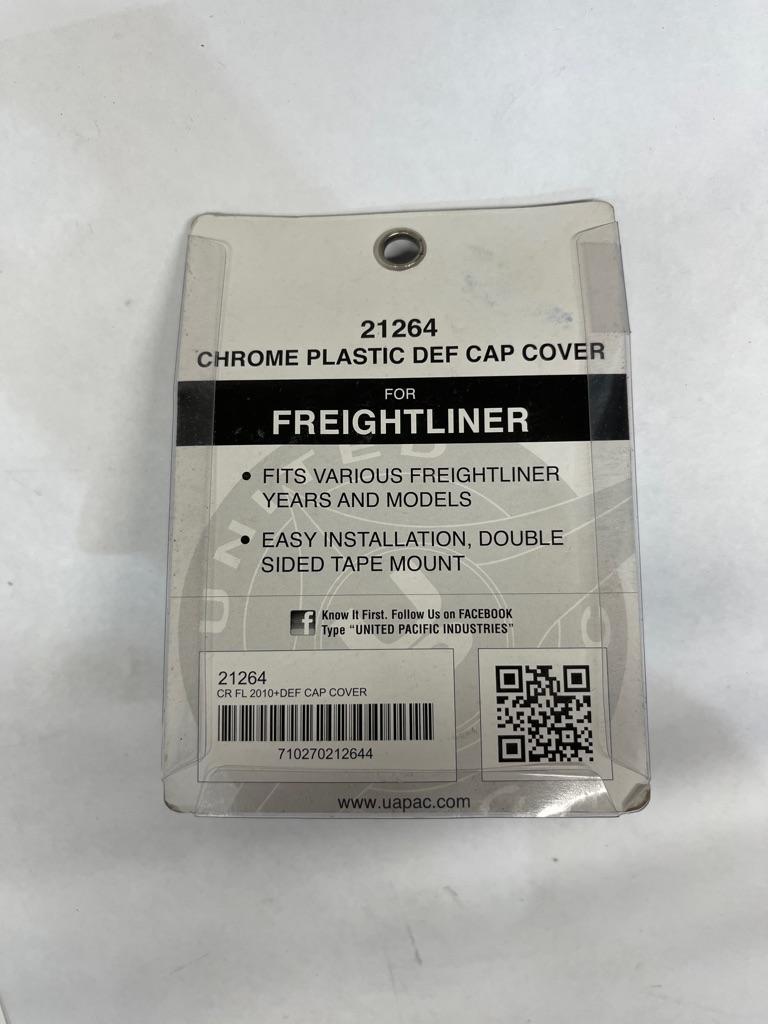 21264
CHROME PLASTIC DEF CAP COVER
FOR
FREIGHTLINER
• FITS VARIOUS FREIGHTLINER
YEARS AND MODELS
• EASY INSTALLATION, DOUBLE
SIDED TAPE MOUNT
UNITED
C
f Know It First. Follow Us on FACEBOOK
Type "UNITED PACIFIC INDUSTRIES"
21264
CR FL 2010+DEF CAP COVER
710270212644
www.uapac.com